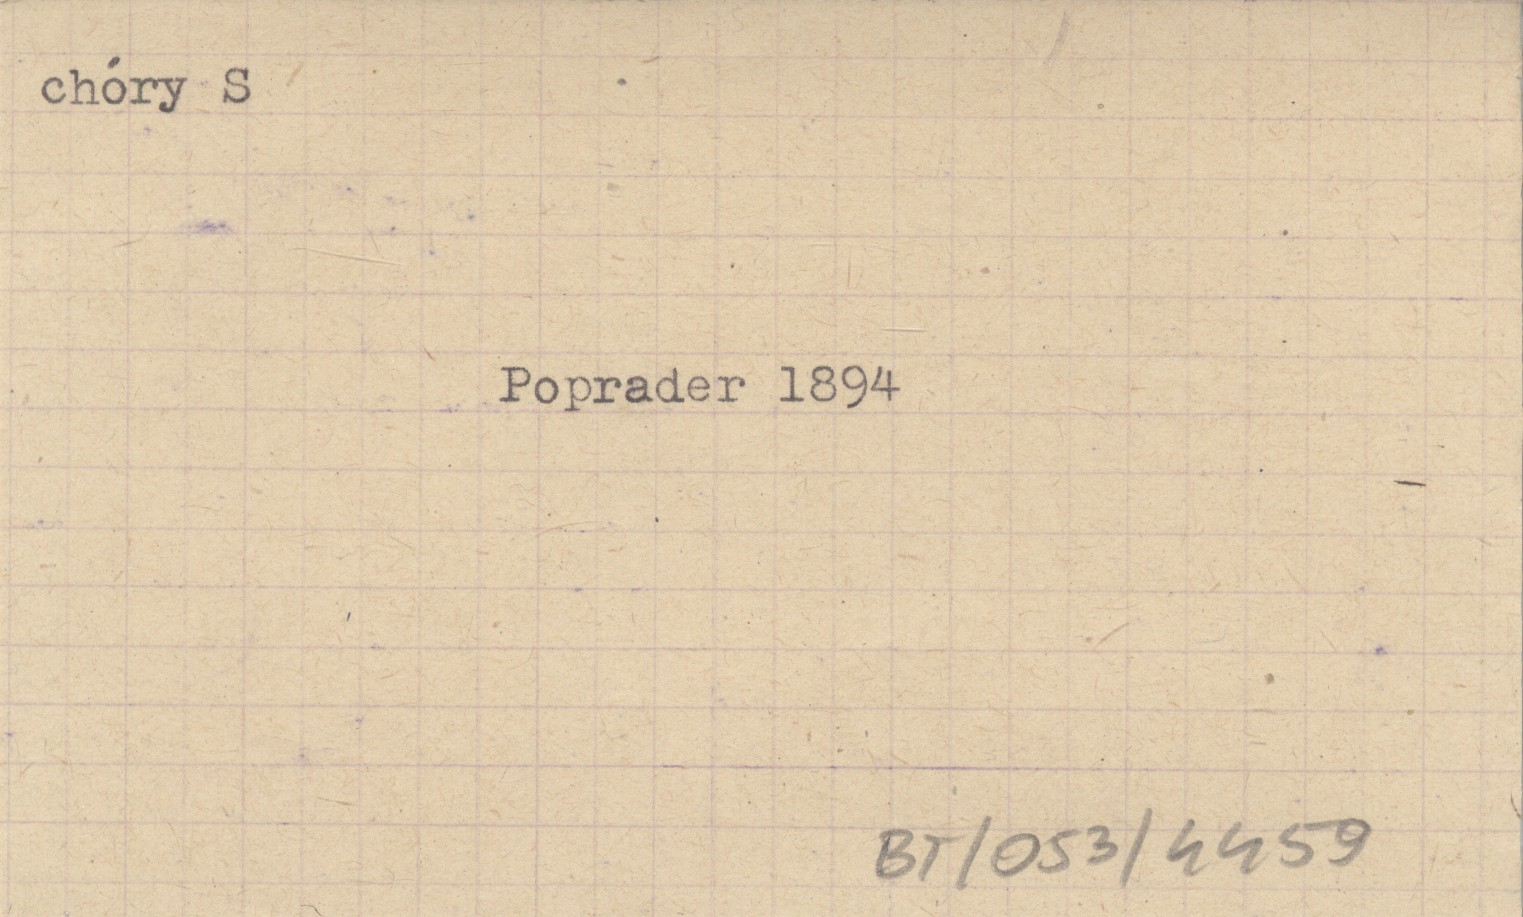 chóry S
Poprader 1894
BT/053/4459